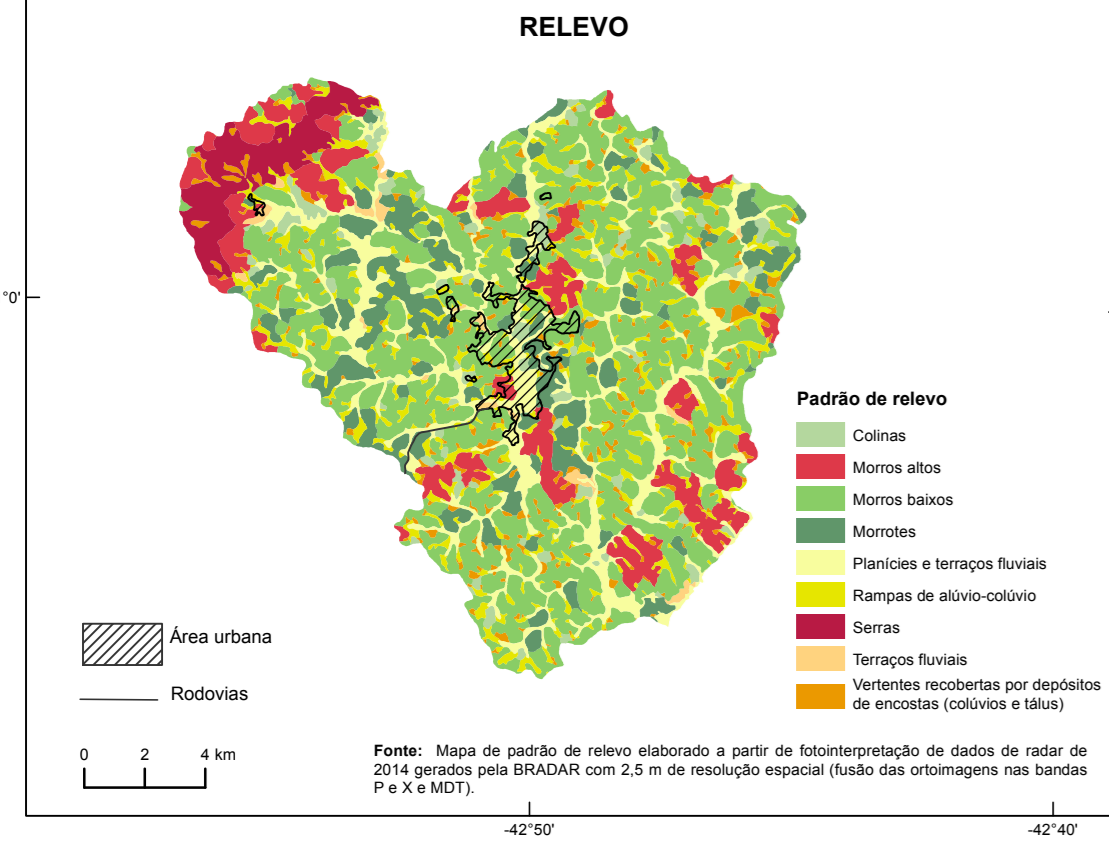 RELEVO
°0'
Padrão de relevo
Colinas
Morros altos
Morros baixos
Morrotes
Planícies e terraços fluviais
Rampas de alúvio-colúvio
Serras
Terraços fluviais
Vertentes recobertas por depósitos
de encostas (colúvios e tálus)
Área urbana
Rodovias
0 2 4 km
Fonte: Mapa de padrão de relevo elaborado a partir de fotointerpretação de dados de radar de
2014 gerados pela BRADAR com 2,5 m de resolução espacial (fusão das ortoimagens nas bandas
P e X e MDT).
-42°50' -42°40'